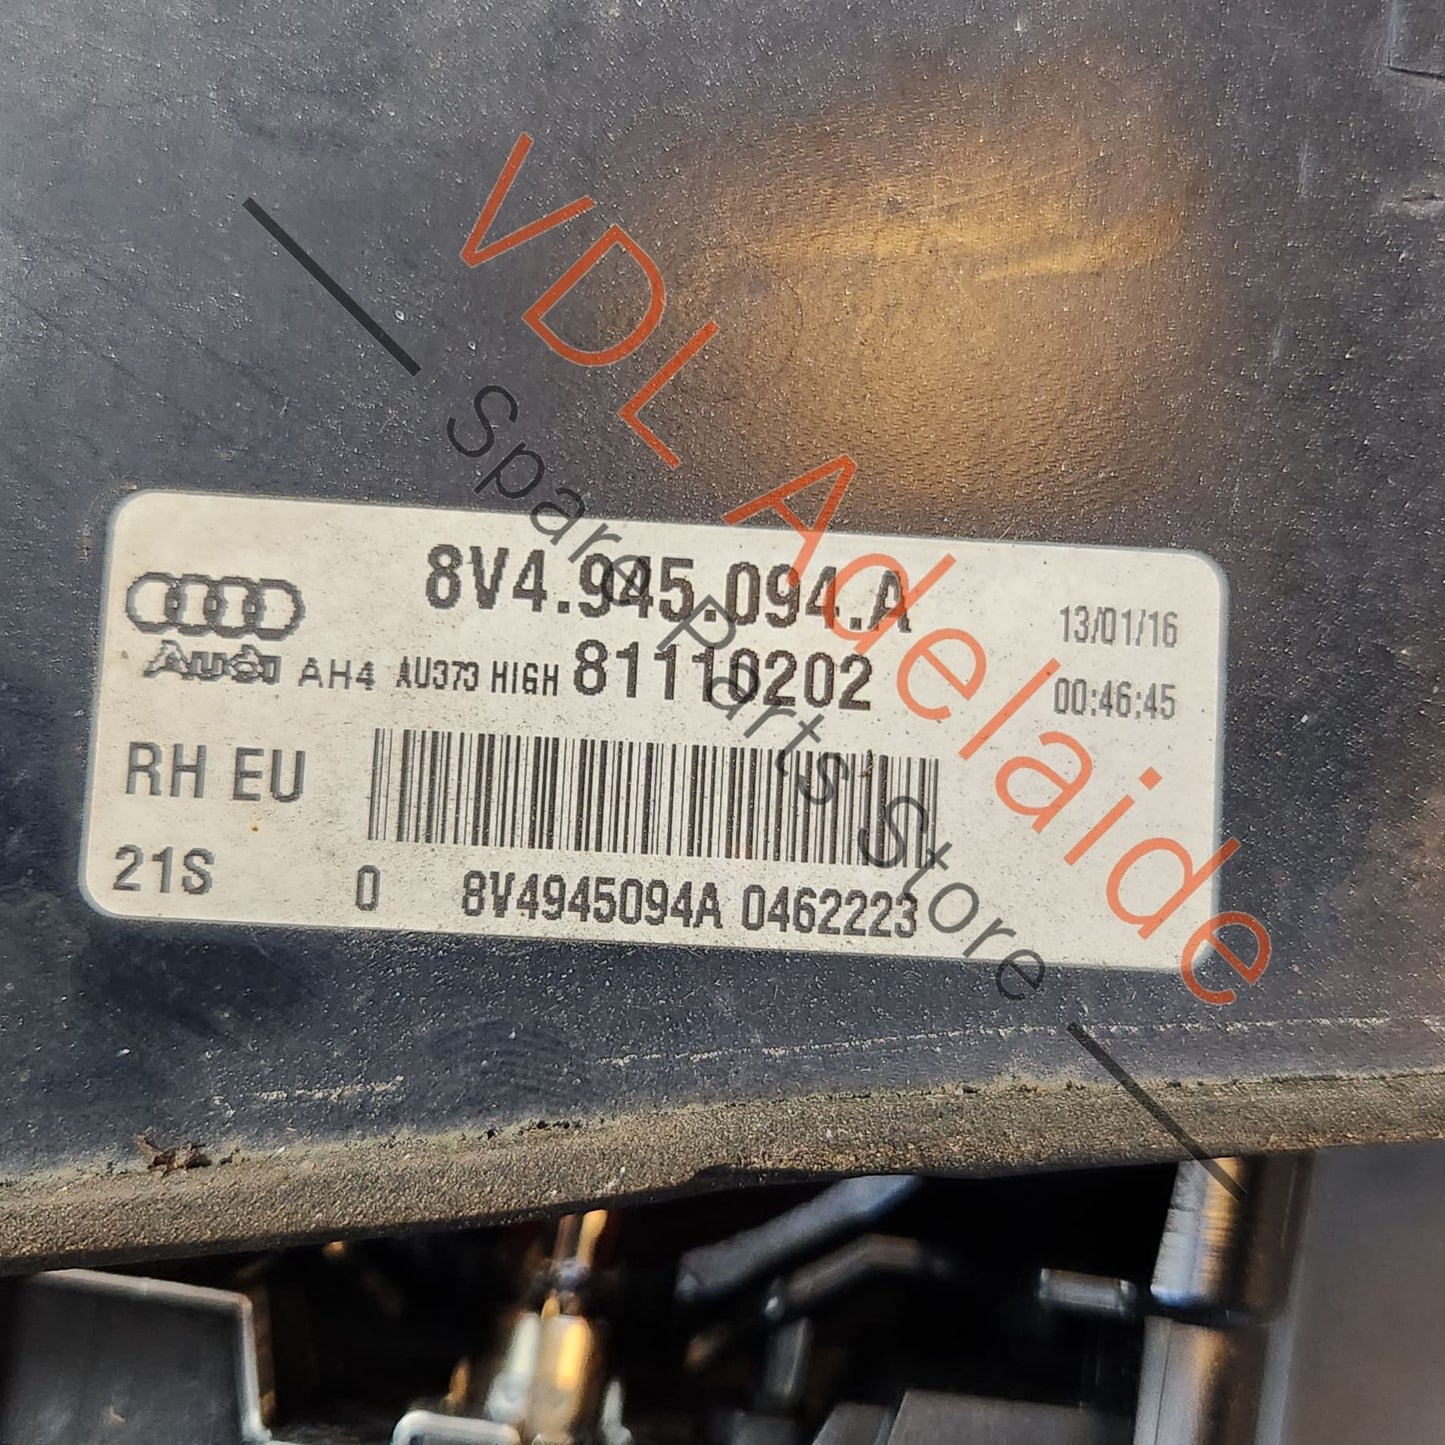 8V4.945.094.A
13/01/16
Audi AH4 AU373 HIGH 81110202
00:46:45
RH EU
21S 0 8V4945094A 0462223
VDL Adelaide
Spare Parts Store